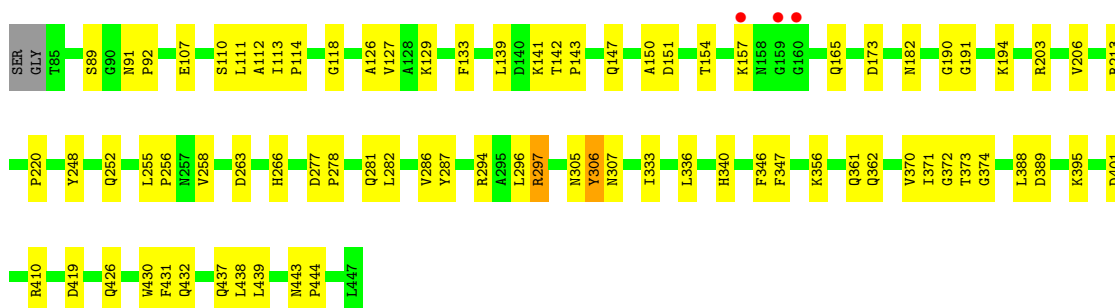 SER GLY T85 S89 G90 N91 P92 E107 S110 L111 A112 I113 P114 G118 A126 V127 A128 K129 F133 L139 D140 K141 T142 P143 Q147 A150 D151 T154 K157 N158 G159 G160 Q165 D173 N182 G190 G191 K194 R203 V206
P220 Y248 Q252 L255 P256 N257 V258 D263 H266 D277 P278 Q281 L282 V286 Y287 R294 A295 L296 R297 N305 Y306 N307 I333 L336 H340 F346 F347 K356 Q361 Q362 V370 I371 G372 T373 G374 L388 D389 K395
R410 D419 Q426 W430 F431 Q432 Q437 L438 L439 N443 P444 L447